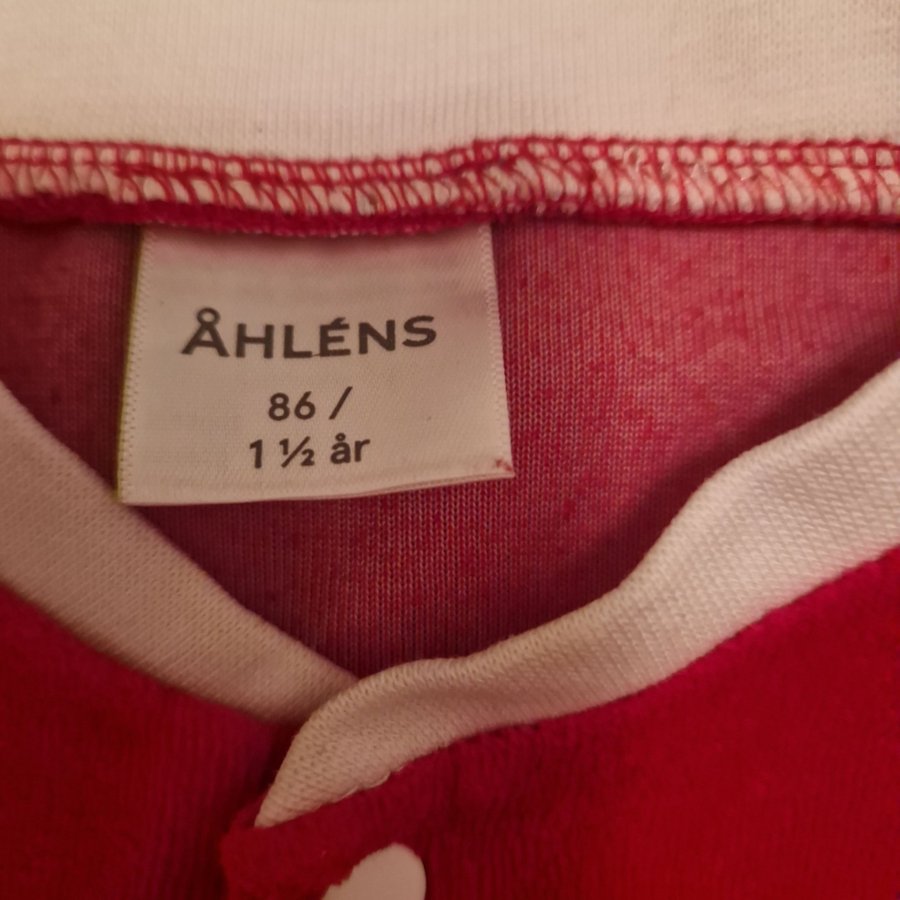 ÅHLÉNS
86 /
1 ½ år